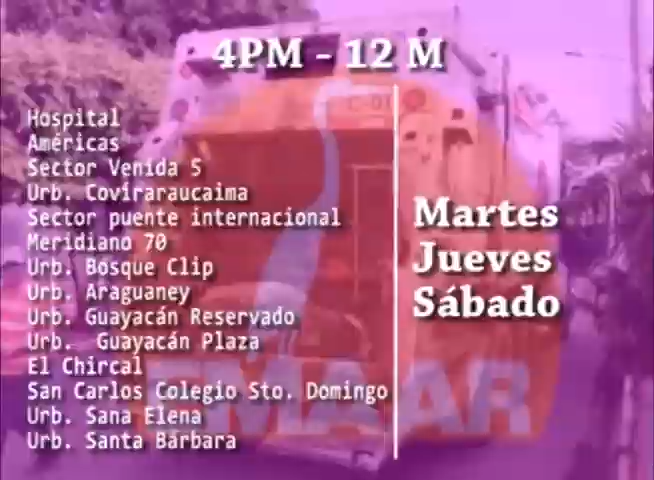 4PM - 12 M
Hospital
Américas
Sector Venida 5
Urb. Coviraraucaima
Sector puente internacional
Meridiano 70
Urb. Bosque Clip
Urb. Araguaney
Urb. Guayacán Reservado
Urb. Guayacán Plaza
El Chircal
San Carlos Colegio Sto. Domingo
Urb. Sana Elena
Urb. Santa Bárbara
Martes
Jueves
Sábado
EMAAR